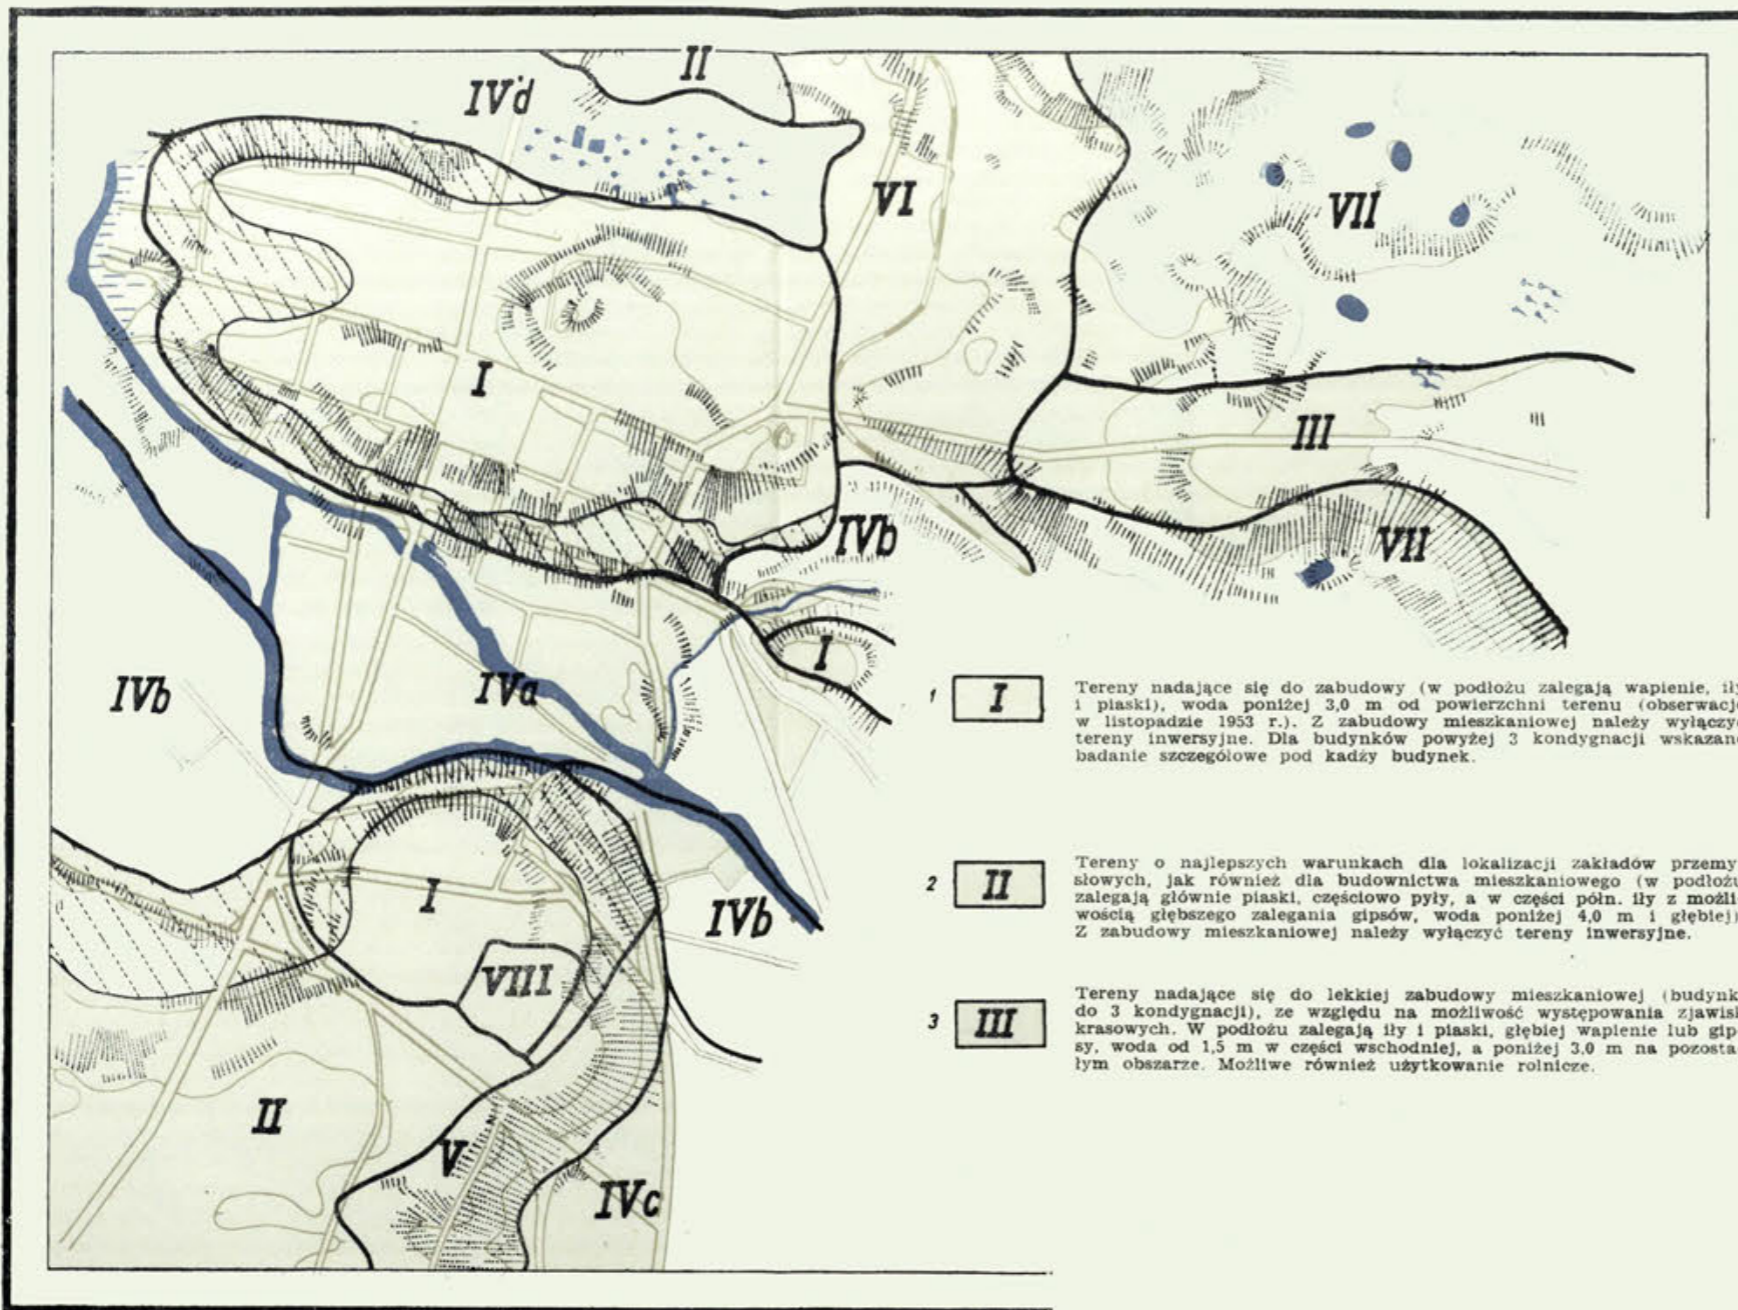 II
IVd
VI
VII
I
III
IVb
VII
I
IVb
IVa
I
IVb
VIII
II
V
IVc
1 I Tereny nadające się do zabudowy (w podłożu zalegają wapienie, iły
i piaski), woda poniżej 3,0 m od powierzchni terenu (obserwacje
w listopadzie 1953 r.). Z zabudowy mieszkaniowej należy wyłączyć
tereny inwersyjne. Dla budynków powyżej 3 kondygnacji wskazane
badanie szczegółowe pod kadży budynek.
2 II Tereny o najlepszych warunkach dla lokalizacji zakładów przemy-
słowych, jak również dla budownictwa mieszkaniowego (w podłożu
zalegają głównie piaski, częściowo pyły, a w części półn. iły z możli-
wością głębszego zalegania gipsów, woda poniżej 4,0 m i głębiej)
Z zabudowy mieszkaniowej należy wyłączyć tereny inwersyjne.
3 III Tereny nadające się do lekkiej zabudowy mieszkaniowej (budynk
do 3 kondygnacji), ze względu na możliwość występowania zjawisk
krasowych. W podłożu zalegają iły i piaski, głębiej wapienie lub gip-
sy, woda od 1,5 m w części wschodniej, a poniżej 3,0 m na pozosta-
łym obszarze. Możliwe również użytkowanie rolnicze.